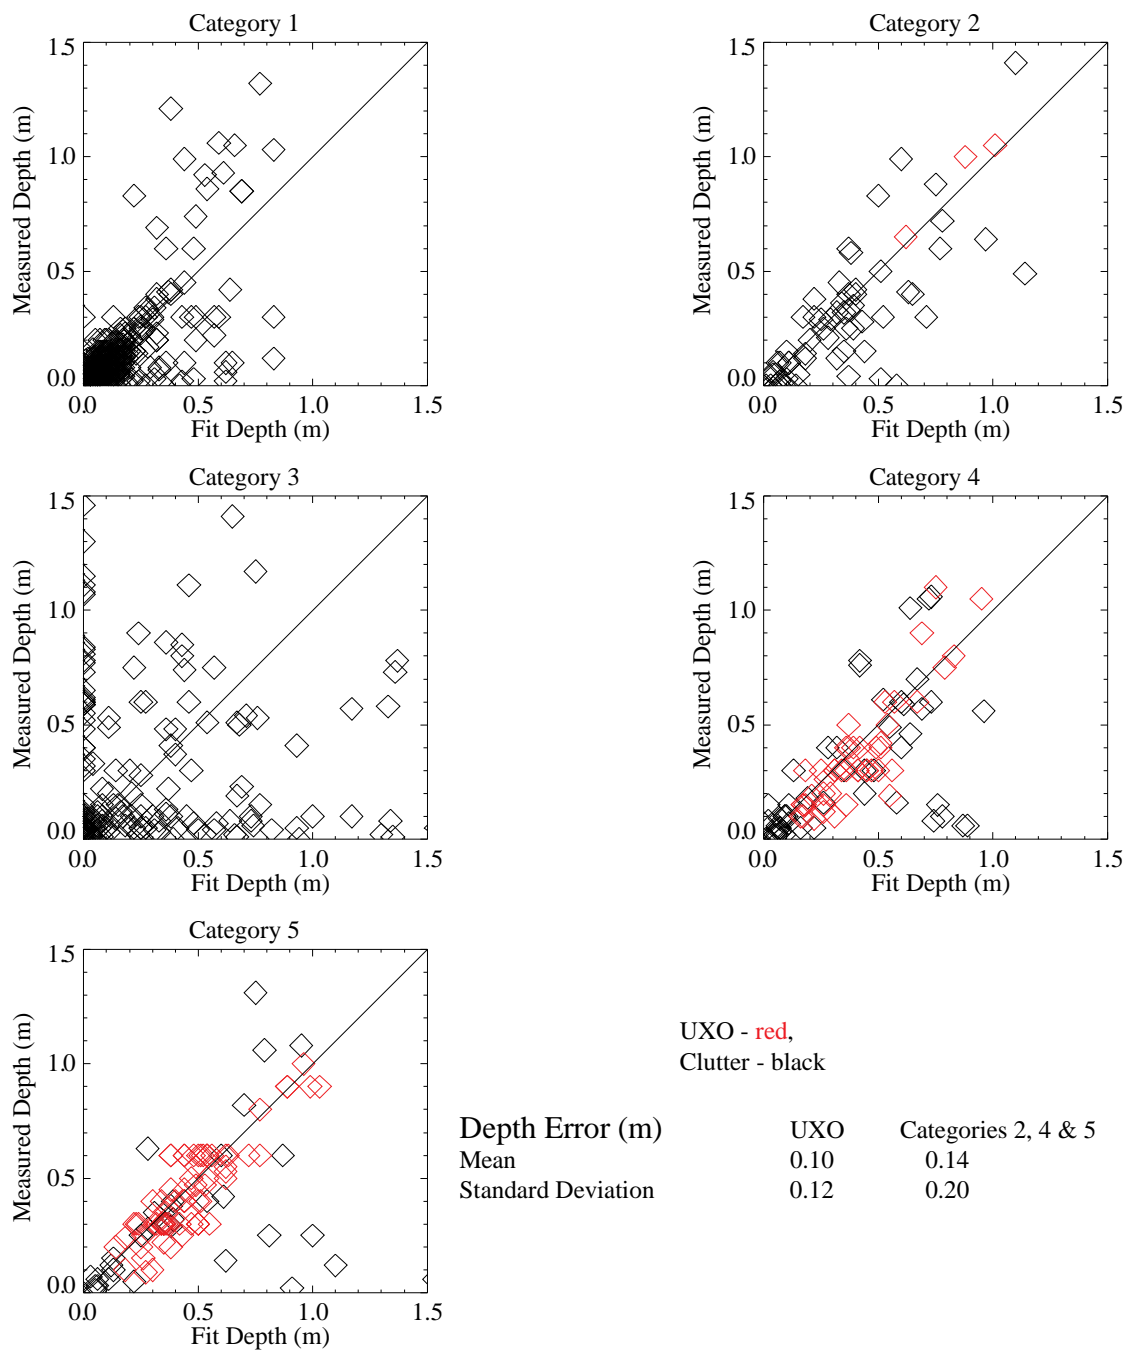 Category 1
1.5
1.0
0.5
0.0
Measured Depth (m)
0.0 0.5 1.0 1.5
Fit Depth (m)
Category 2
1.5
1.0
0.5
0.0
Measured Depth (m)
0.0 0.5 1.0 1.5
Fit Depth (m)
Category 3
1.5
1.0
0.5
0.0
Measured Depth (m)
0.0 0.5 1.0 1.5
Fit Depth (m)
Category 4
1.5
1.0
0.5
0.0
Measured Depth (m)
0.0 0.5 1.0 1.5
Fit Depth (m)
Category 5
1.5
1.0
0.5
0.0
Measured Depth (m)
0.0 0.5 1.0 1.5
Fit Depth (m)
UXO - red,
Clutter - black
Depth Error (m) UXO Categories 2, 4 & 5
Mean 0.10 0.14
Standard Deviation 0.12 0.20